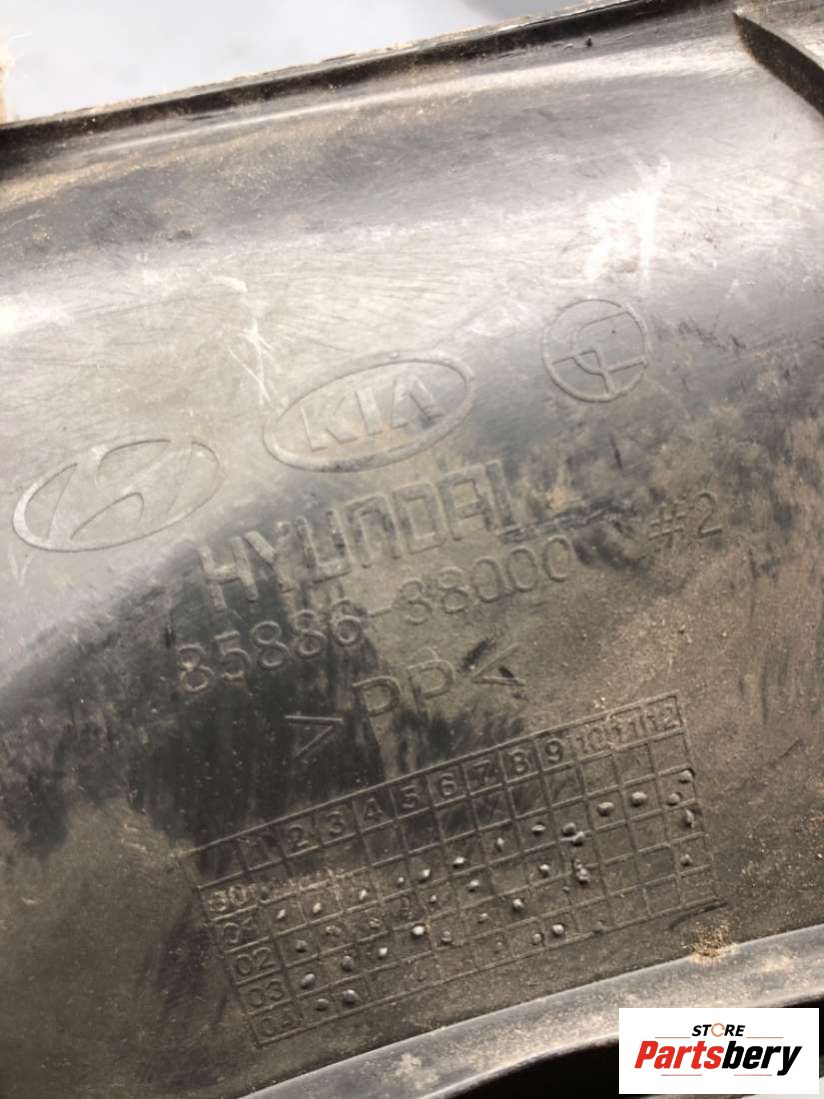 KIA
HYUNDAI
85886-38000 #2
>PP<
1 2 3 4 5 6 7 8 9 10 11 12
01
02
03
04
STORE
Partsbery